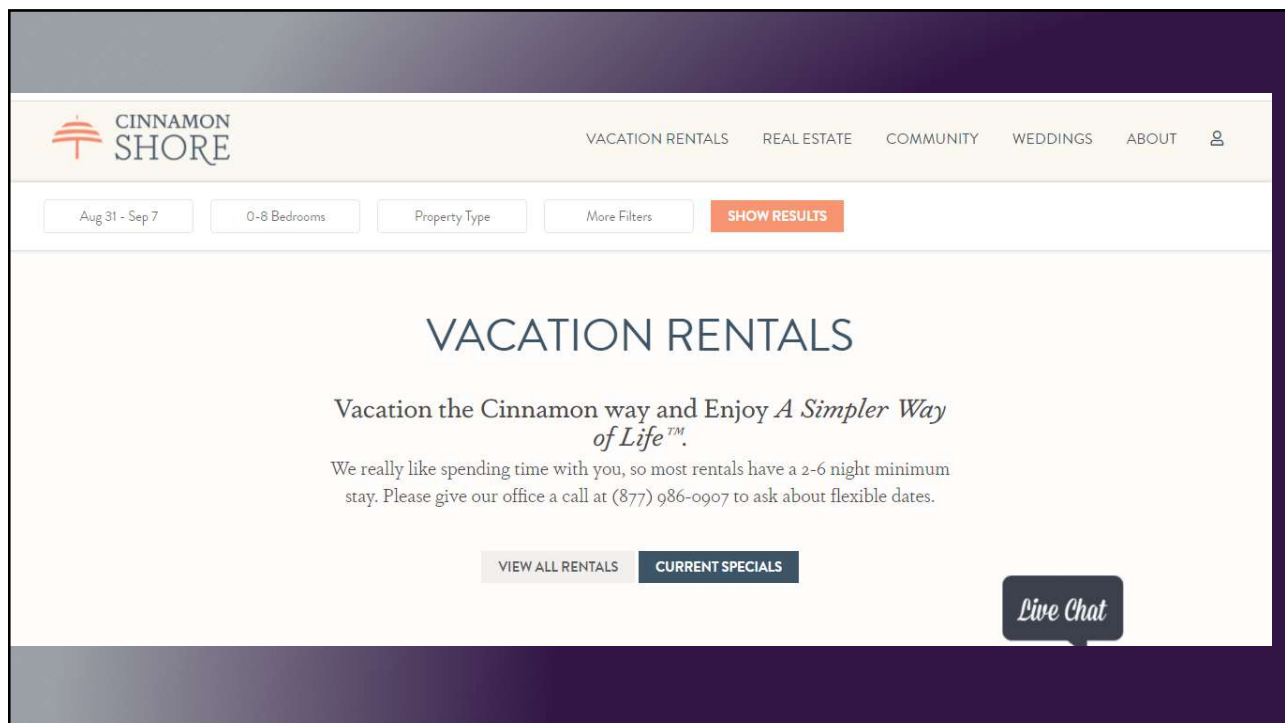 CINNAMON
SHORE
VACATION RENTALS REAL ESTATE COMMUNITY WEDDINGS ABOUT
Aug 31 - Sep 7 0-8 Bedrooms Property Type More Filters SHOW RESULTS
VACATION RENTALS
Vacation the Cinnamon way and Enjoy A Simpler Way
of Life™.
We really like spending time with you, so most rentals have a 2-6 night minimum
stay. Please give our office a call at (877) 986-0907 to ask about flexible dates.
VIEW ALL RENTALS CURRENT SPECIALS
Live Chat